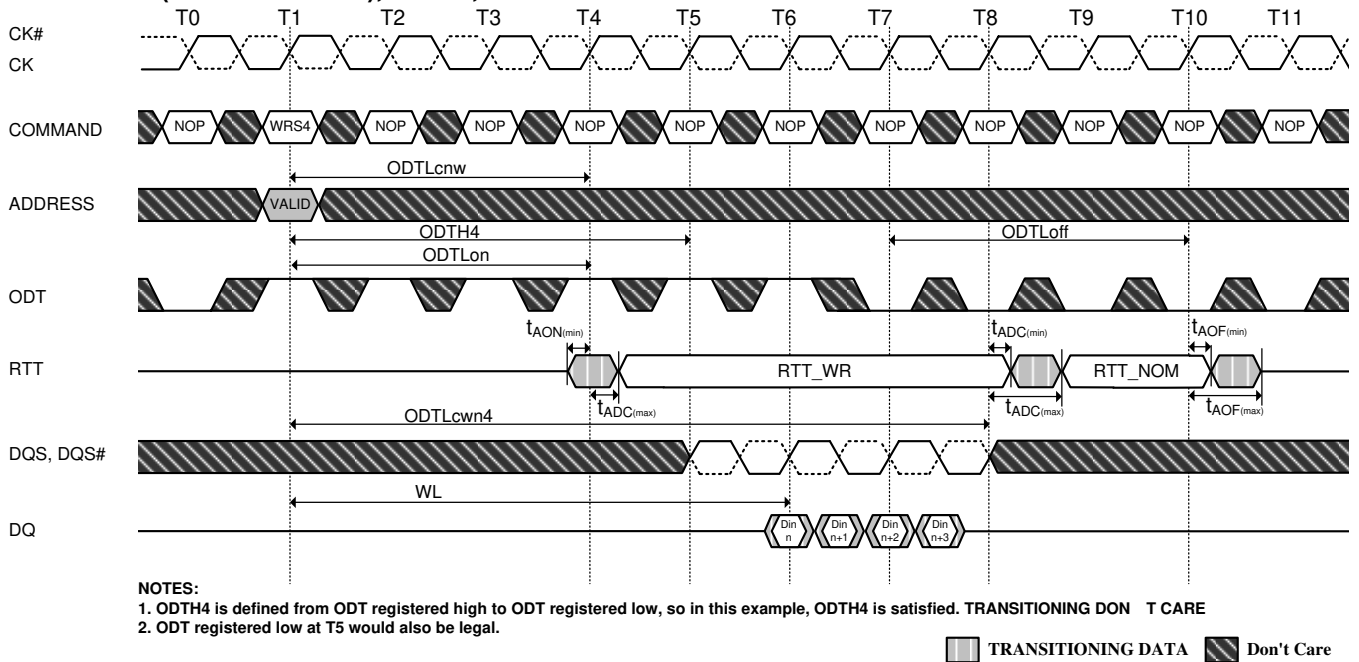 T0 T1 T2 T3 T4 T5 T6 T7 T8 T9 T10 T11
CK#
CK
COMMAND NOP WRS4 NOP NOP NOP NOP NOP NOP NOP NOP NOP NOP
ODTLcnw
ADDRESS VALID
ODTH4 ODTLoff
ODTLon
ODT
tAON(min) tADC(min) tAOF(min)
RTT RTT_WR RTT_NOM
tADC(max) tADC(max) tAOF(max)
ODTLcwn4
DQS, DQS#
WL
DQ Din n Din n+1 Din n+2 Din n+3
NOTES:
1. ODTH4 is defined from ODT registered high to ODT registered low, so in this example, ODTH4 is satisfied. TRANSITIONING DON T CARE
2. ODT registered low at T5 would also be legal.
TRANSITIONING DATA Don't Care